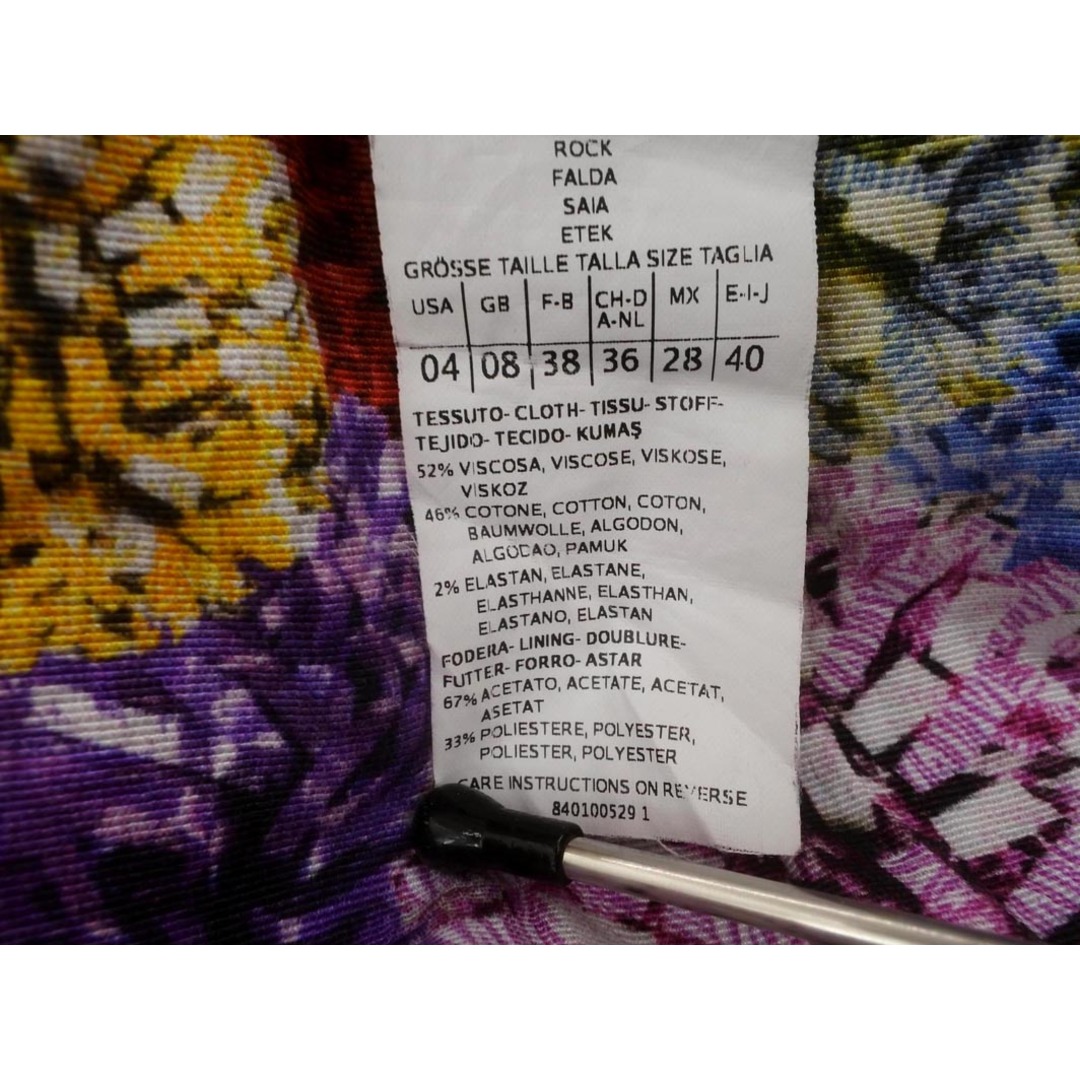 ROCK
FALDA
SAIA
ETEK
GRÖSSE TAILLE TALLA SIZE TAGLIA
USA GB F-B CH-D MX E-I-J
A-NL
04 08 38 36 28 40
TESSUTO- CLOTH- TISSU- STOFF-
TEJIDO- TECIDO- KUMAŞ
52% VISCOSA, VISCOSE, VISKOSE,
VISKOZ
46% COTONE, COTTON, COTON,
BAUMWOLLE, ALGODON,
ALGODAO, PAMUK
2% ELASTAN, ELASTANE,
ELASTHANNE, ELASTHAN,
ELASTANO, ELASTAN
FODERA- LINING- DOUBLURE-
FUTTER- FORRO- ASTAR
67% ACETATO, ACETATE, ACETAT,
ASETAT
33% POLIESTERE, POLYESTER,
POLIESTER, POLYESTER
CARE INSTRUCTIONS ON REVERSE
840100529 1